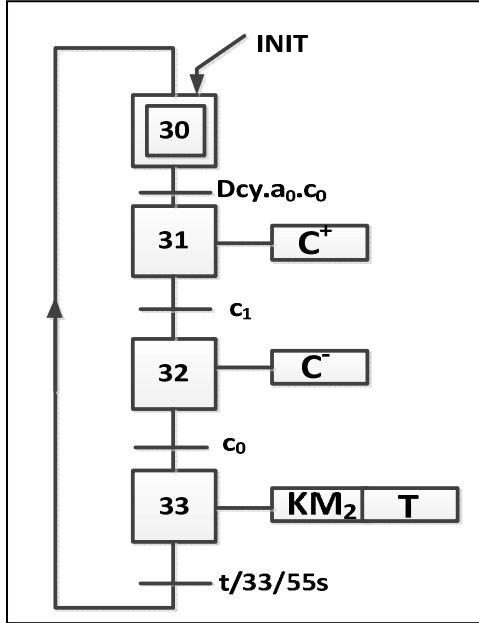 INIT
30
Dcy.a₀.c₀
31
C⁺
c₁
32
C⁻
c₀
33
KM₂ T
t/33/55s